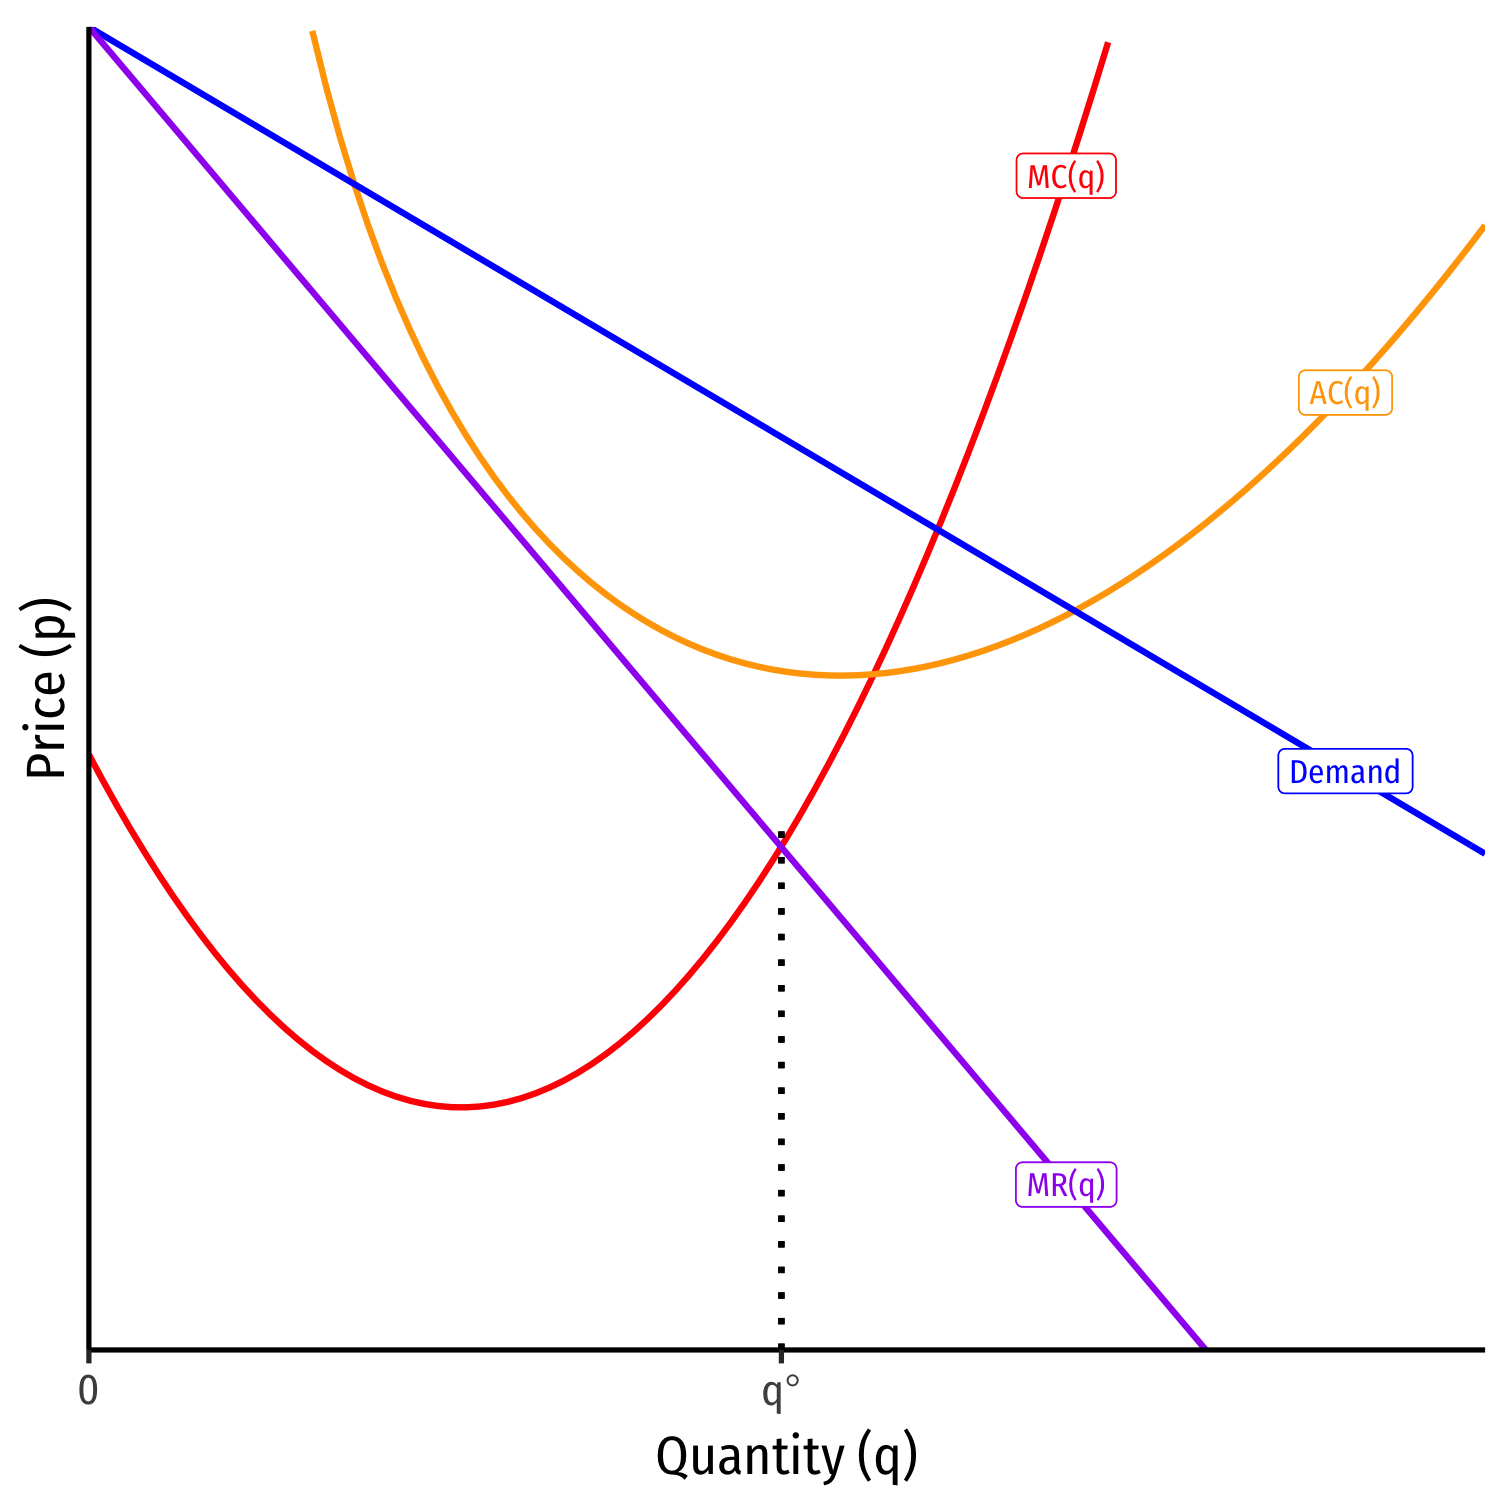 MC(q)
AC(q)
Price (p)
Demand
MR(q)
0
q°
Quantity (q)